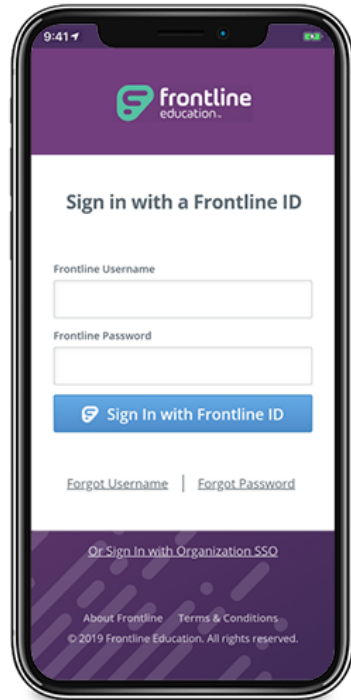 9:41
frontline
education™
Sign in with a Frontline ID
Frontline Username
Frontline Password
Sign In with Frontline ID
Forgot Username | Forgot Password
Or Sign In with Organization SSO
About Frontline Terms & Conditions
© 2019 Frontline Education. All rights reserved.